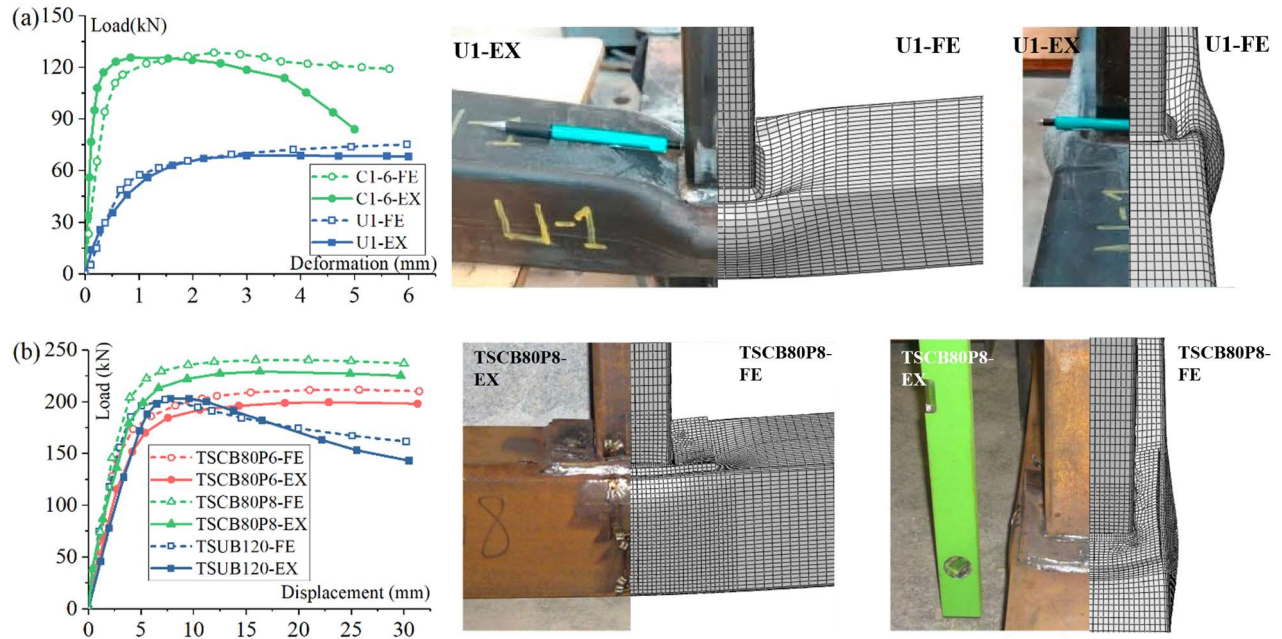 (a)
Load(kN)
150
120
90
60
30
0
0 1 2 3 4 5 6
Deformation (mm)
C1-6-FE
C1-6-EX
U1-FE
U1-EX
U1-EX
U1-FE
U-1
U1-EX
U1-FE
(b)
Load (kN)
250
200
150
100
50
0
0 5 10 15 20 25 30
Displacement (mm)
TSCB80P6-FE
TSCB80P6-EX
TSCB80P8-FE
TSCB80P8-EX
TSUB120-FE
TSUB120-EX
TSCB80P8-
EX
TSCB80P8-
FE
8
TSCB80P8-
EX
TSCB80P8-
FE